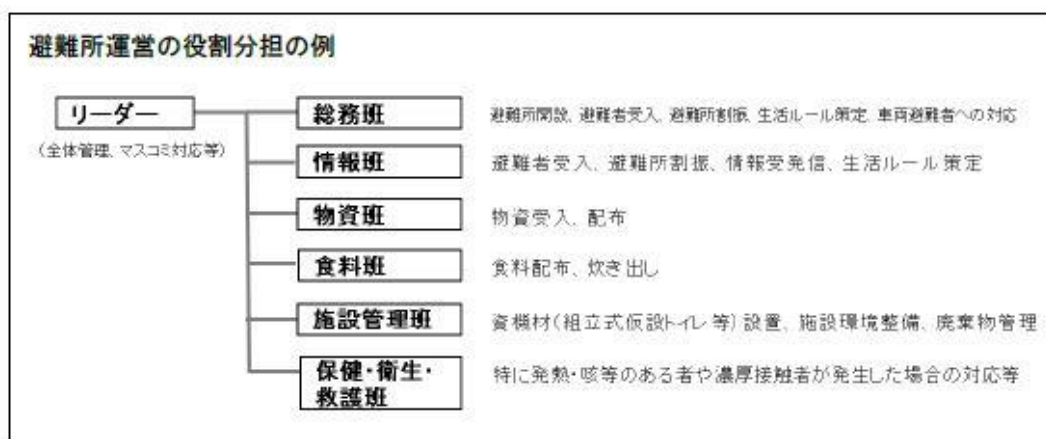 避難所運営の役割分担の例
リーダー
(全体管理、マスコミ対応等)
総務班
避難所開設、避難者受入、避難所割振、生活ルール策定、車両避難者への対応
情報班
避難者受入、避難所割振、情報受発信、生活ルール策定
物資班
物資受入、配布
食料班
食料配布、炊き出し
施設管理班
資機材(組立式仮設トイレ等)設置、施設環境整備、廃棄物管理
保健・衛生・
救護班
特に発熱・咳等のある者や濃厚接触者が発生した場合の対応等